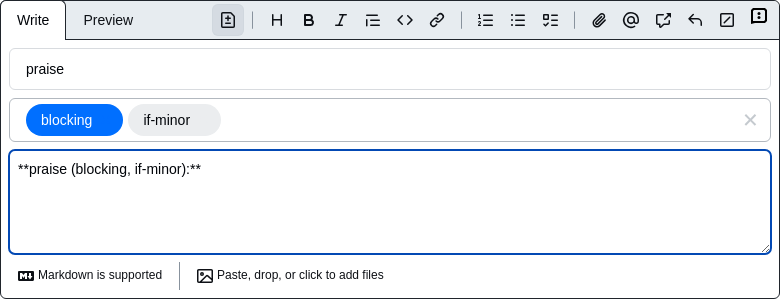 Write Preview
praise
blocking if-minor
**praise (blocking, if-minor):**
Markdown is supported Paste, drop, or click to add files